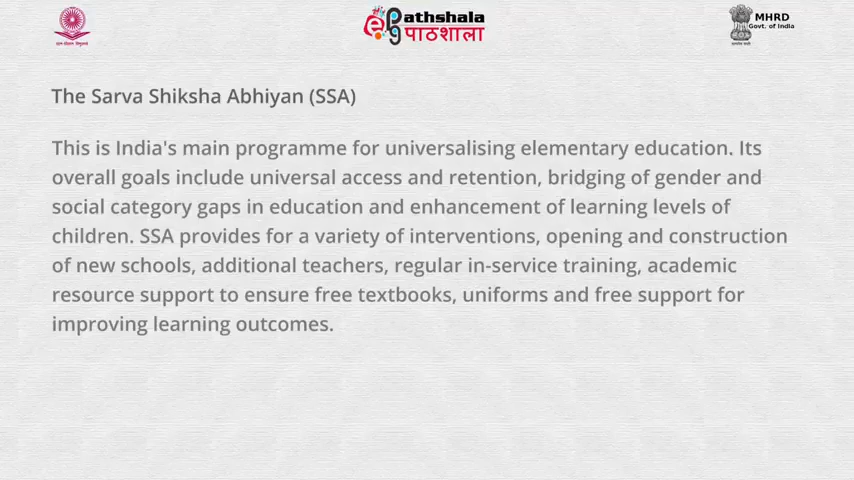 ePathshala
पाठशाला
MHRD
Govt. of India
The Sarva Shiksha Abhiyan (SSA)
This is India's main programme for universalising elementary education. Its
overall goals include universal access and retention, bridging of gender and
social category gaps in education and enhancement of learning levels of
children. SSA provides for a variety of interventions, opening and construction
of new schools, additional teachers, regular in-service training, academic
resource support to ensure free textbooks, uniforms and free support for
improving learning outcomes.